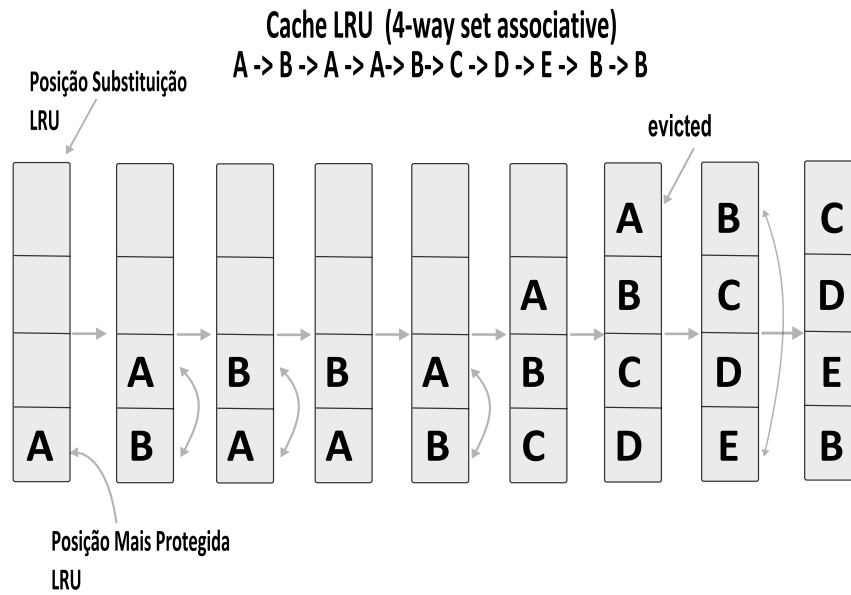 Cache LRU (4-way set associative)
A -> B -> A -> A-> B-> C -> D -> E -> B -> B
Posição Substituição
LRU
evicted
A B C
A B C D
A B B A B C D E
A B A A B C D E B
Posição Mais Protegida
LRU